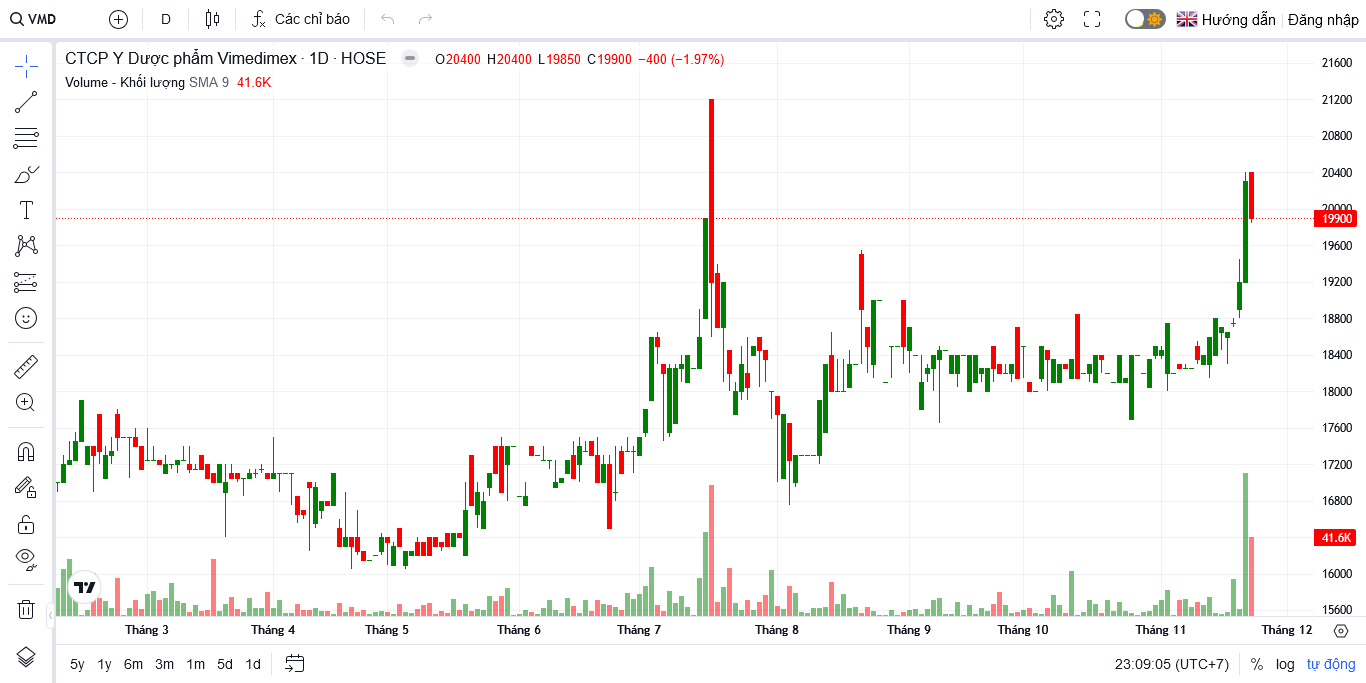 VMD D Các chỉ báo Hướng dẫn Đăng nhập
CTCP Y Dược phẩm Vimedimex · 1D · HOSE O20400 H20400 L19850 C19900 −400 (−1.97%)
Volume - Khối lượng SMA 9 41.6K
21600
21200
20800
20400
20000
19900
19600
19200
18800
18400
18000
17600
17200
16800
41.6K
16000
15600
Tháng 3 Tháng 4 Tháng 5 Tháng 6 Tháng 7 Tháng 8 Tháng 9 Tháng 10 Tháng 11 Tháng 12
5y 1y 6m 3m 1m 5d 1d 23:09:05 (UTC+7) % log tự động